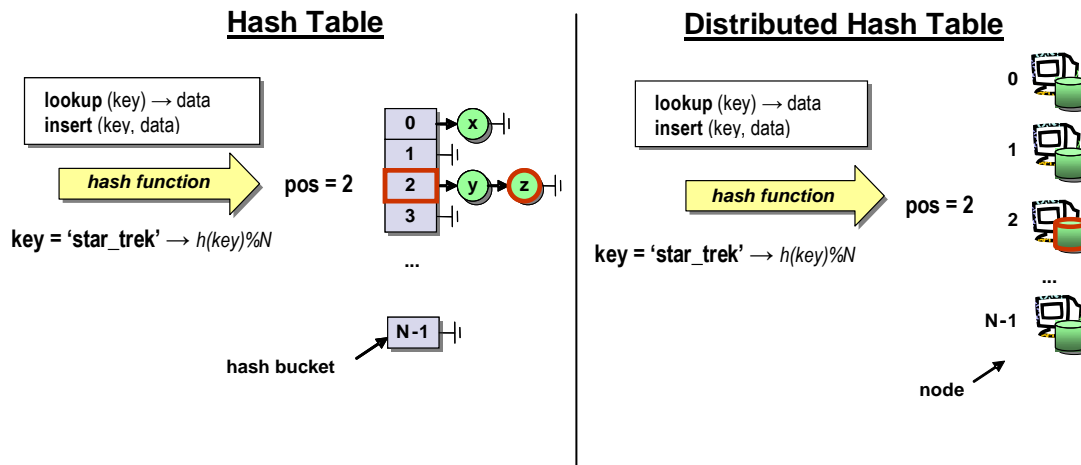 Hash Table
lookup (key) → data
insert (key, data)
hash function
pos = 2
key = ‘star_trek’ → h(key)%N
0
x
1
2
y
z
3
...
N-1
hash bucket
Distributed Hash Table
lookup (key) → data
insert (key, data)
hash function
pos = 2
key = ‘star_trek’ → h(key)%N
0
1
2
...
N-1
node